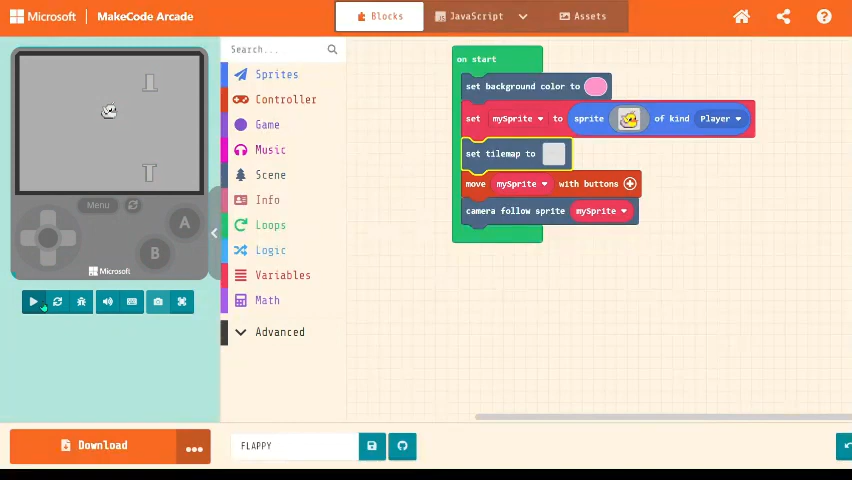 Microsoft
MakeCode Arcade
Blocks
JavaScript
Assets
Search...
Sprites
Controller
Game
Music
Scene
Info
Loops
Logic
Variables
Math
Advanced
Menu
A
B
Microsoft
on start
set background color to
set mySprite to sprite of kind Player
set tilemap to
move mySprite with buttons
camera follow sprite mySprite
Download
FLAPPY